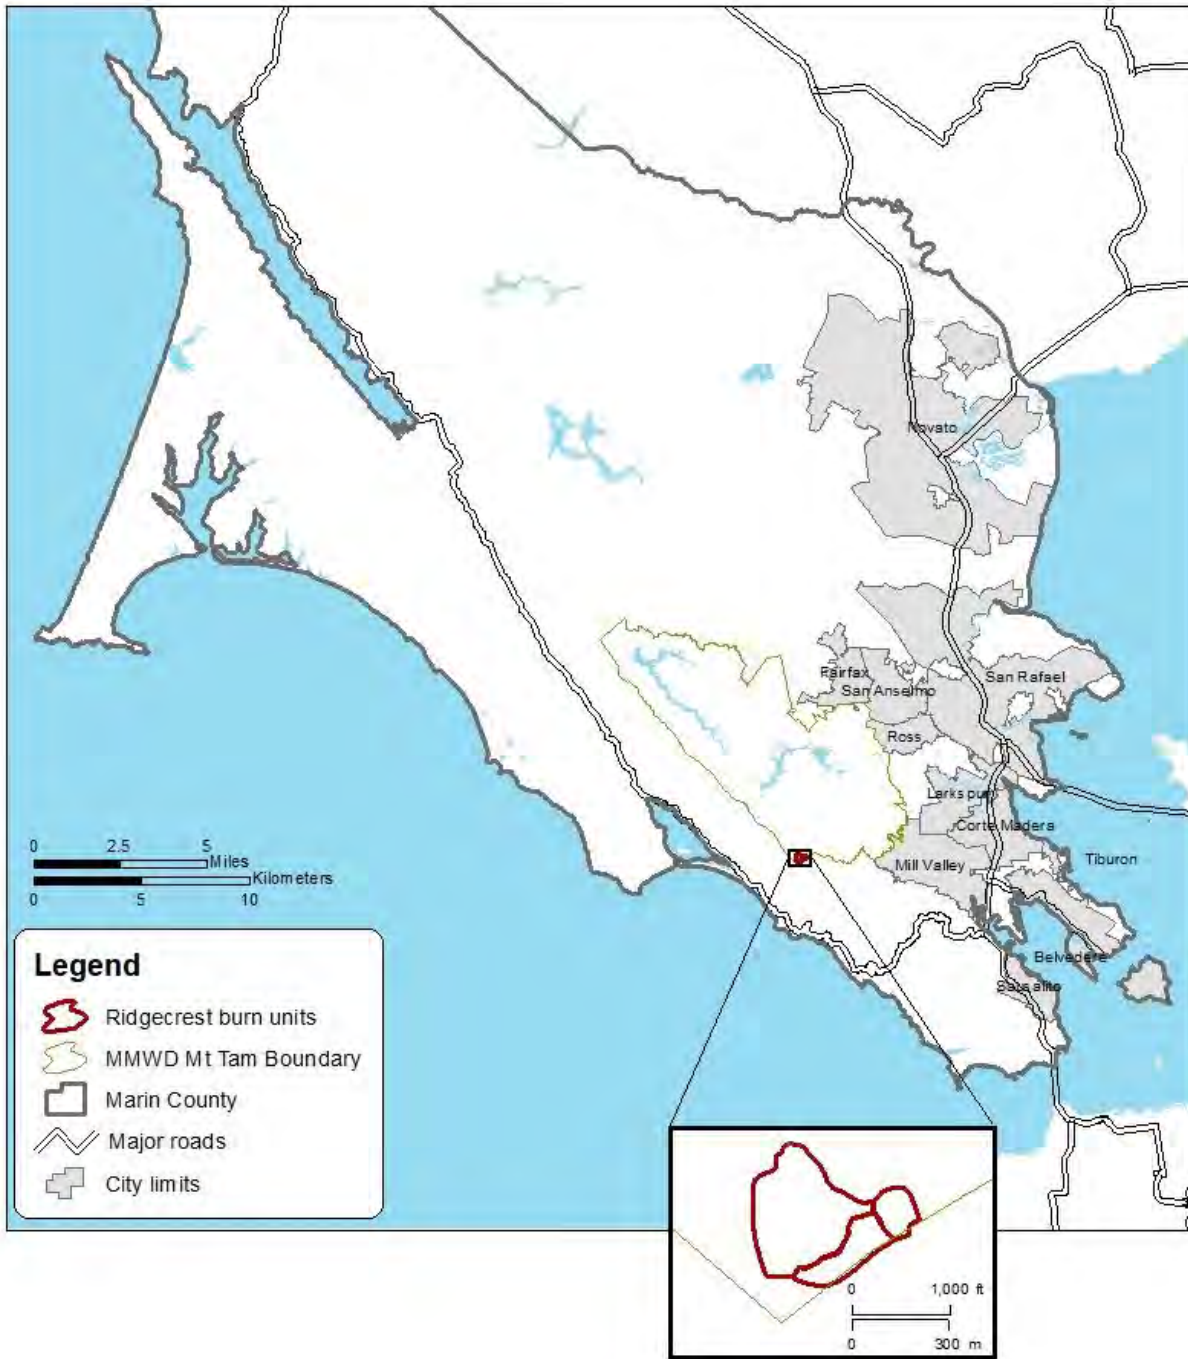 Novato
Fairfax
San Rafael
San Anselmo
Ross
Larkspur
Corte Madera
Tiburon
Mill Valley
Belvedere
Sausalito
0 2.5 5
Miles
Kilometers
0 5 10
Legend
Ridgecrest burn units
MMWD Mt Tam Boundary
Marin County
Major roads
City limits
0 1,000 ft
0 300 m